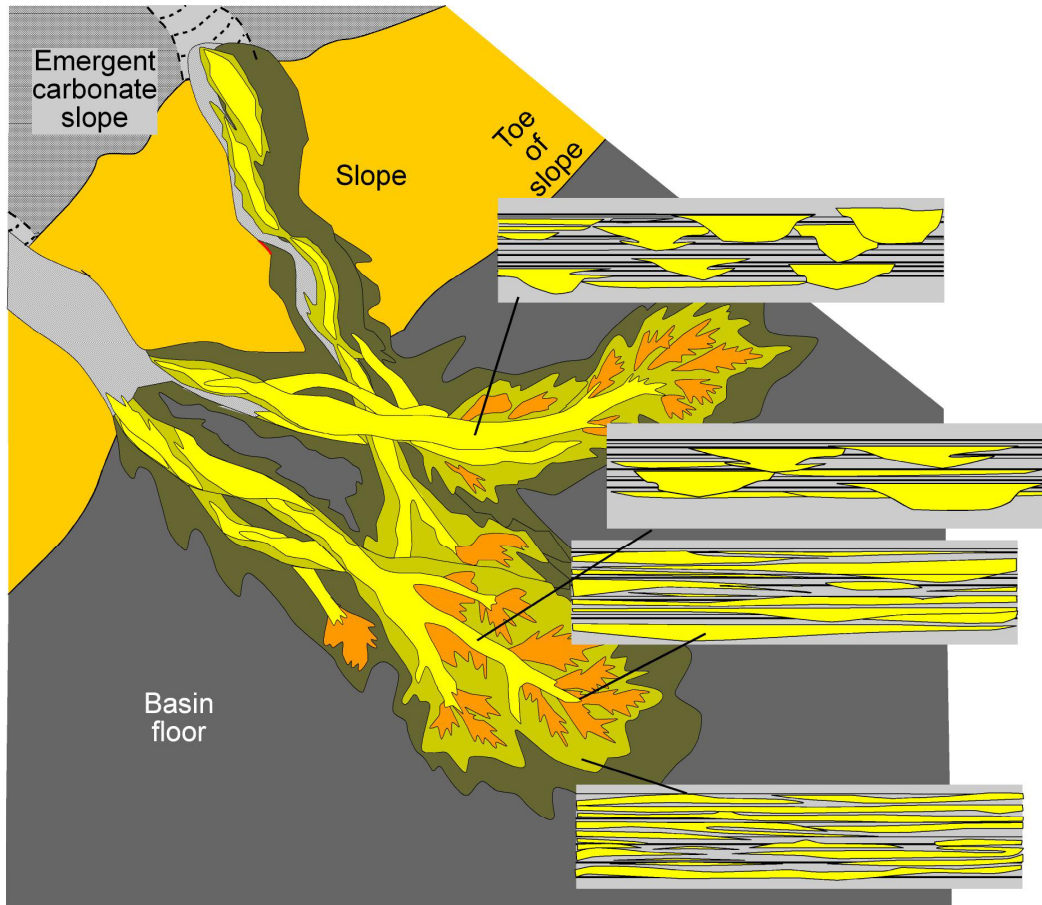 Emergent
carbonate
slope
Slope
Toe
of
slope
Basin
floor